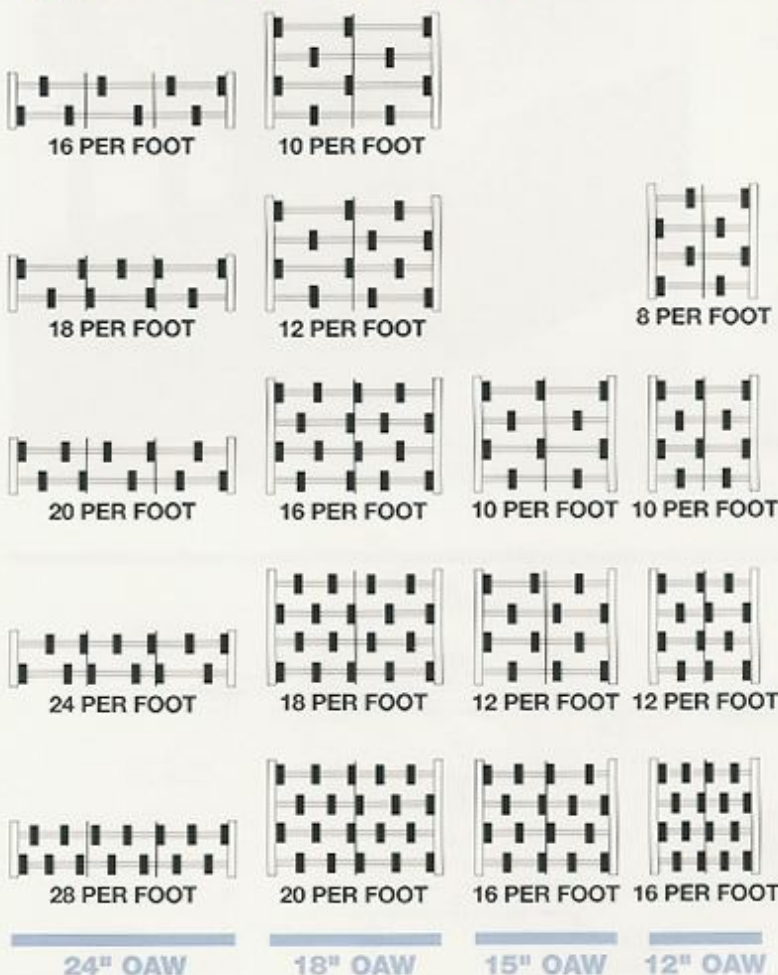 16 PER FOOT 10 PER FOOT
18 PER FOOT 12 PER FOOT 8 PER FOOT
20 PER FOOT 16 PER FOOT 10 PER FOOT 10 PER FOOT
24 PER FOOT 18 PER FOOT 12 PER FOOT 12 PER FOOT
28 PER FOOT 20 PER FOOT 16 PER FOOT 16 PER FOOT
24" OAW 18" OAW 15" OAW 12" OAW